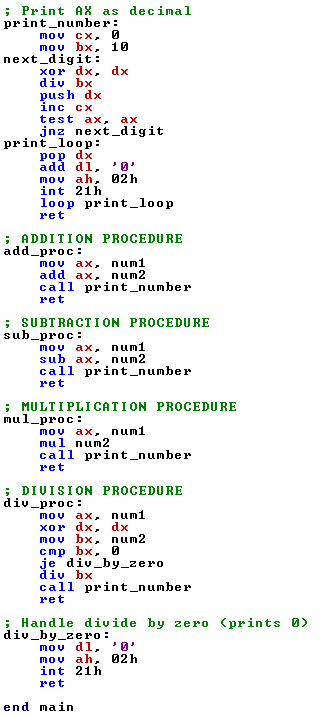 ; Print AX as decimal
print_number:
    mov cx, 0
    mov bx, 10
next_digit:
    xor dx, dx
    div bx
    push dx
    inc cx
    test ax, ax
    jnz next_digit
print_loop:
    pop dx
    add dl, '0'
    mov ah, 02h
    int 21h
    loop print_loop
    ret

; ADDITION PROCEDURE
add_proc:
    mov ax, num1
    add ax, num2
    call print_number
    ret

; SUBTRACTION PROCEDURE
sub_proc:
    mov ax, num1
    sub ax, num2
    call print_number
    ret

; MULTIPLICATION PROCEDURE
mul_proc:
    mov ax, num1
    mul num2
    call print_number
    ret

; DIVISION PROCEDURE
div_proc:
    mov ax, num1
    xor dx, dx
    mov bx, num2
    cmp bx, 0
    je div_by_zero
    div bx
    call print_number
    ret

; Handle divide by zero (prints 0)
div_by_zero:
    mov dl, '0'
    mov ah, 02h
    int 21h
    ret

end main